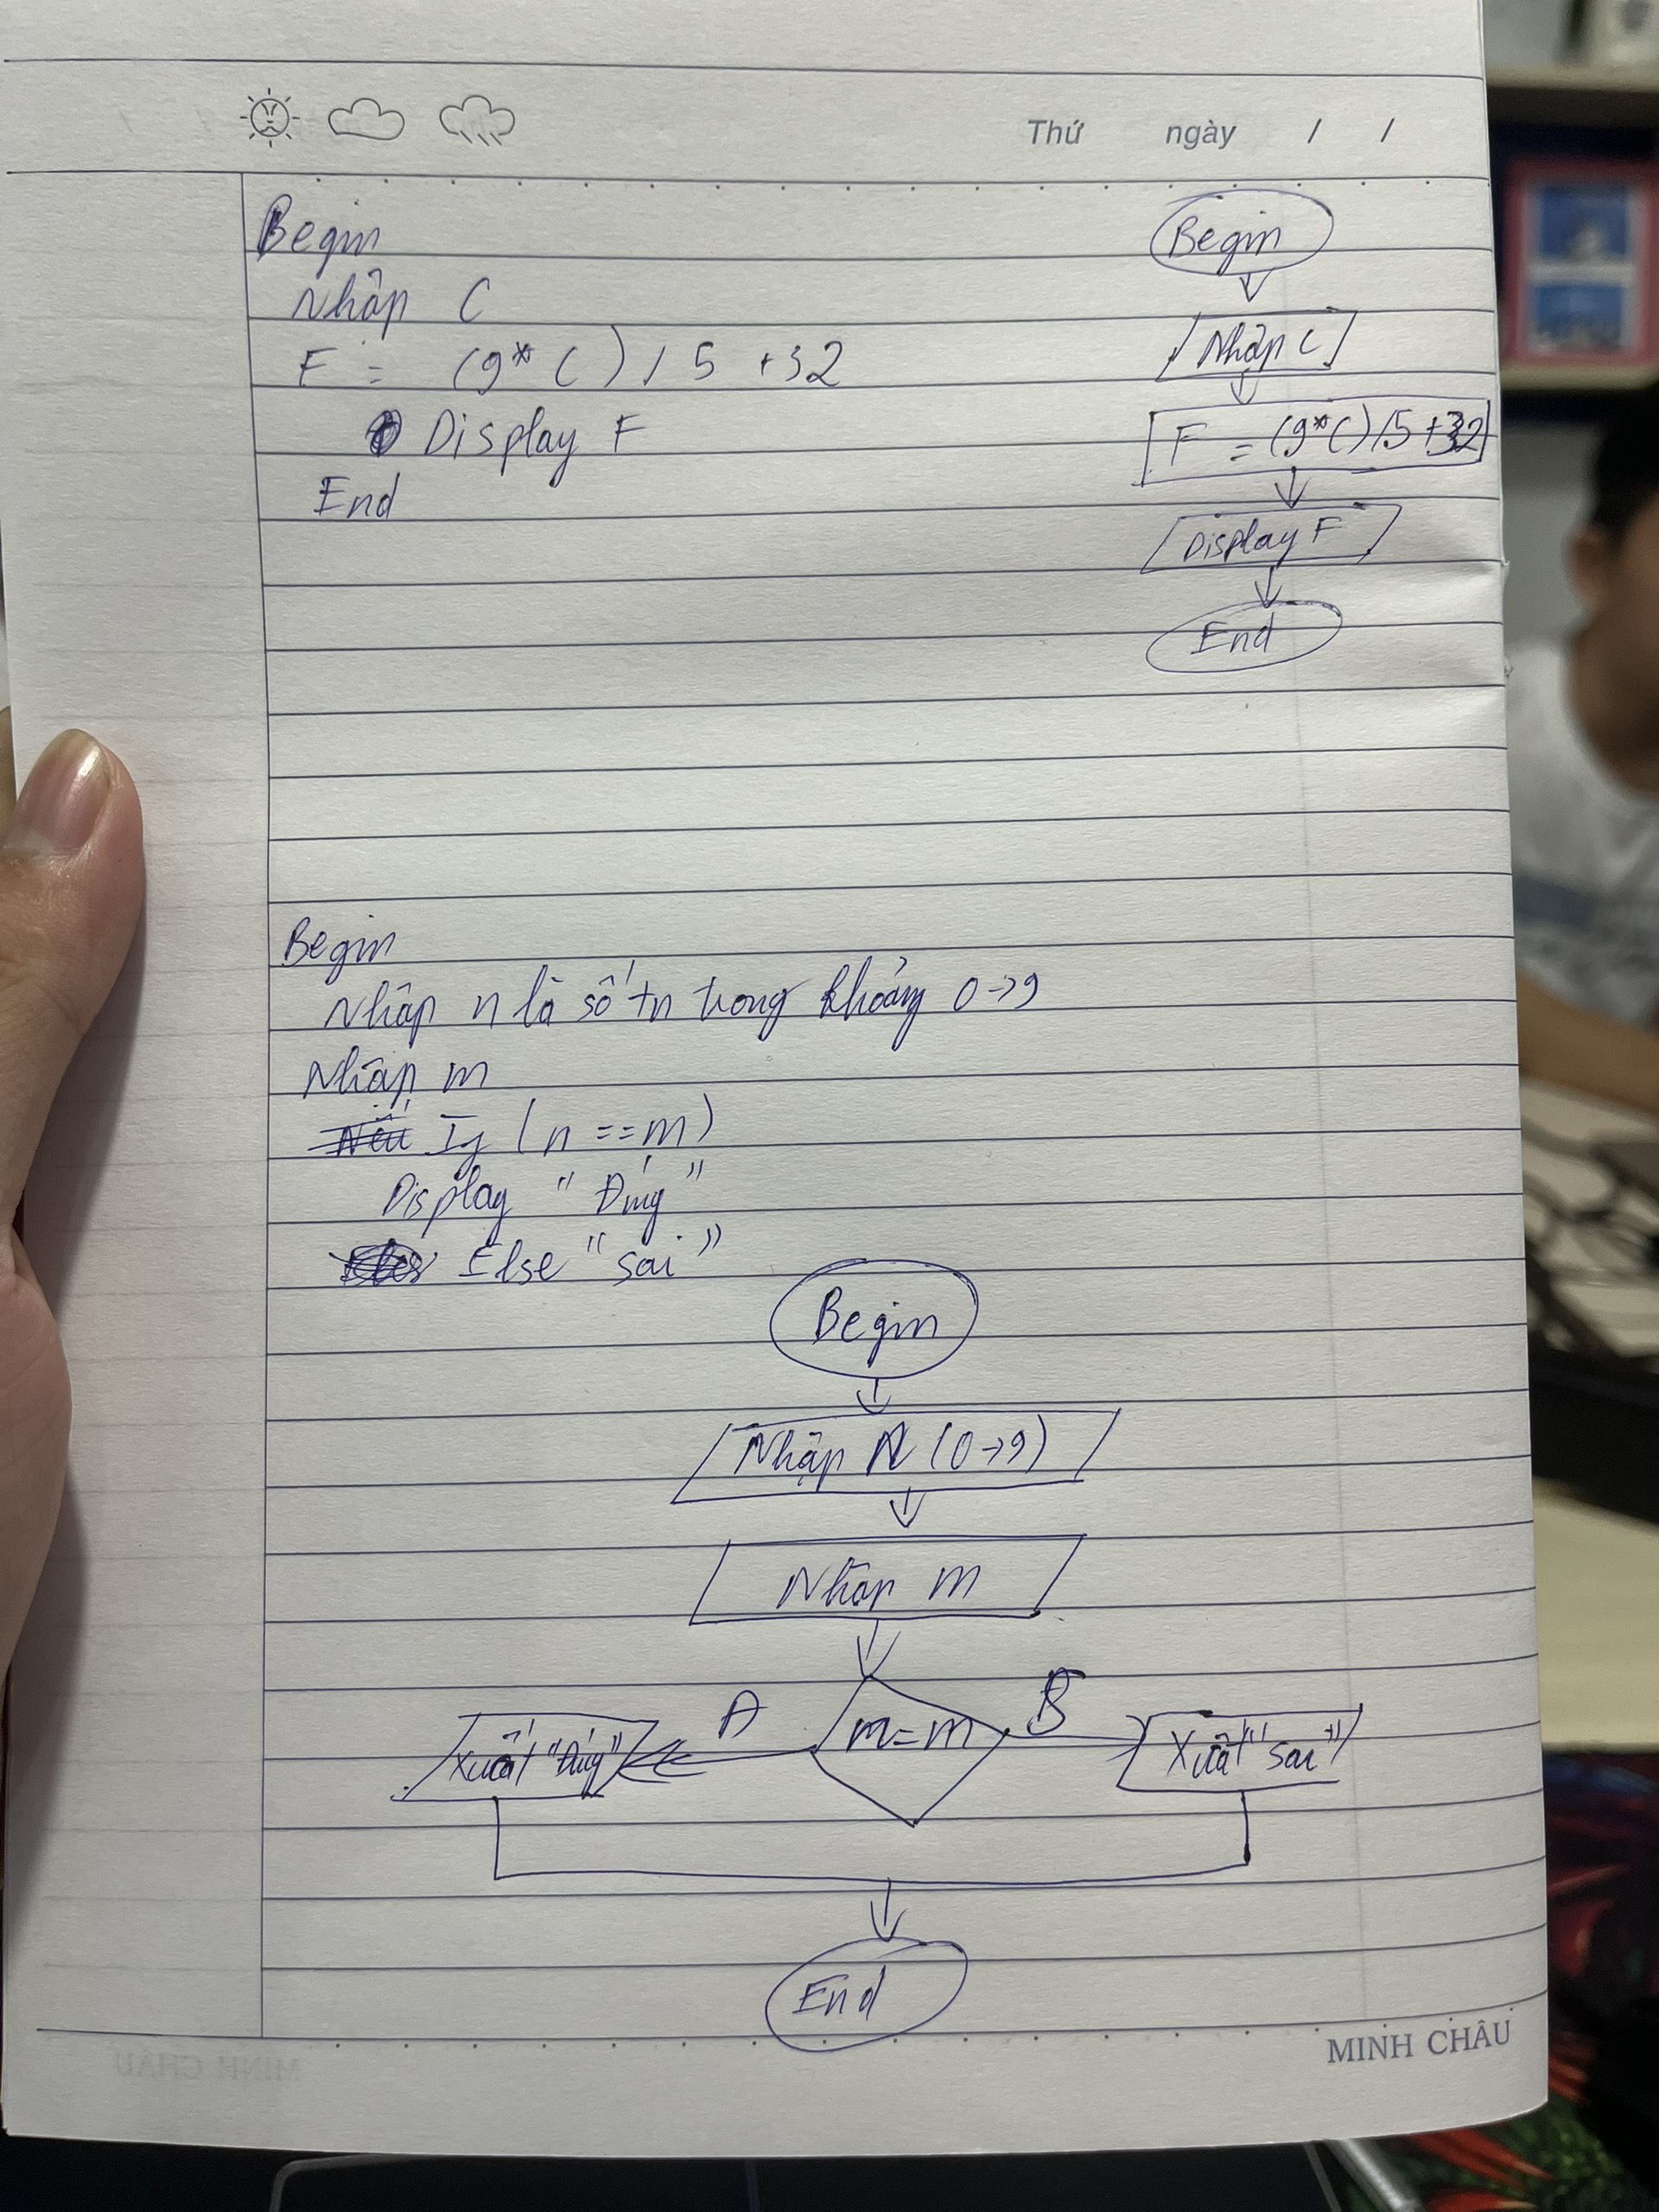 Thứ ngày / /
Begin
Nhập C
F = (9* C) / 5 +32
Display F
End
Begin
Nhập C
F = (9* C) / 5 + 32
Display F
End
Begin
Nhập n là số tn trong khoảng 0->9
Nhập m
Nếu If (n ==m)
Display "Đúng"
Else "sai"
Begin
Nhập N (0->9)
Nhập m
m=m
A
B
Xuất "Đúng"
Xuất "sai"
End
MINH CHÂU